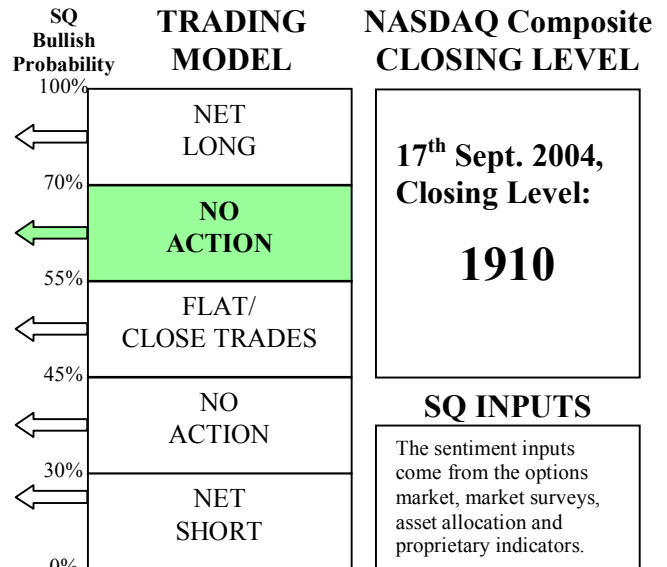 SQ
Bullish
Probability
TRADING
MODEL
100%
NET
LONG
70%
NO
ACTION
55%
FLAT/
CLOSE TRADES
45%
NO
ACTION
30%
NET
SHORT
0%
NASDAQ Composite
CLOSING LEVEL
17th Sept. 2004,
Closing Level:
1910
SQ INPUTS
The sentiment inputs
come from the options
market, market surveys,
asset allocation and
proprietary indicators.